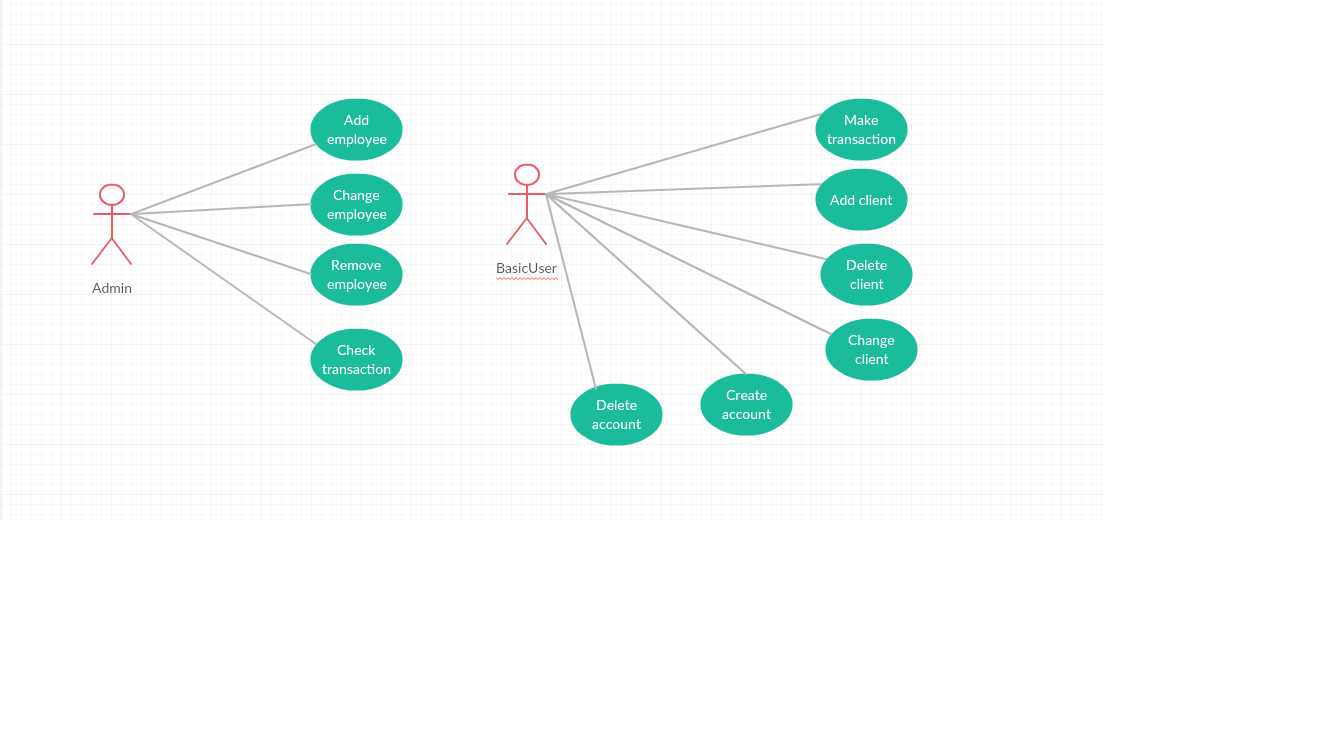 Add
employee
Change
employee
Remove
employee
Check
transaction
Admin
BasicUser
Make
transaction
Add client
Delete
client
Change
client
Create
account
Delete
account